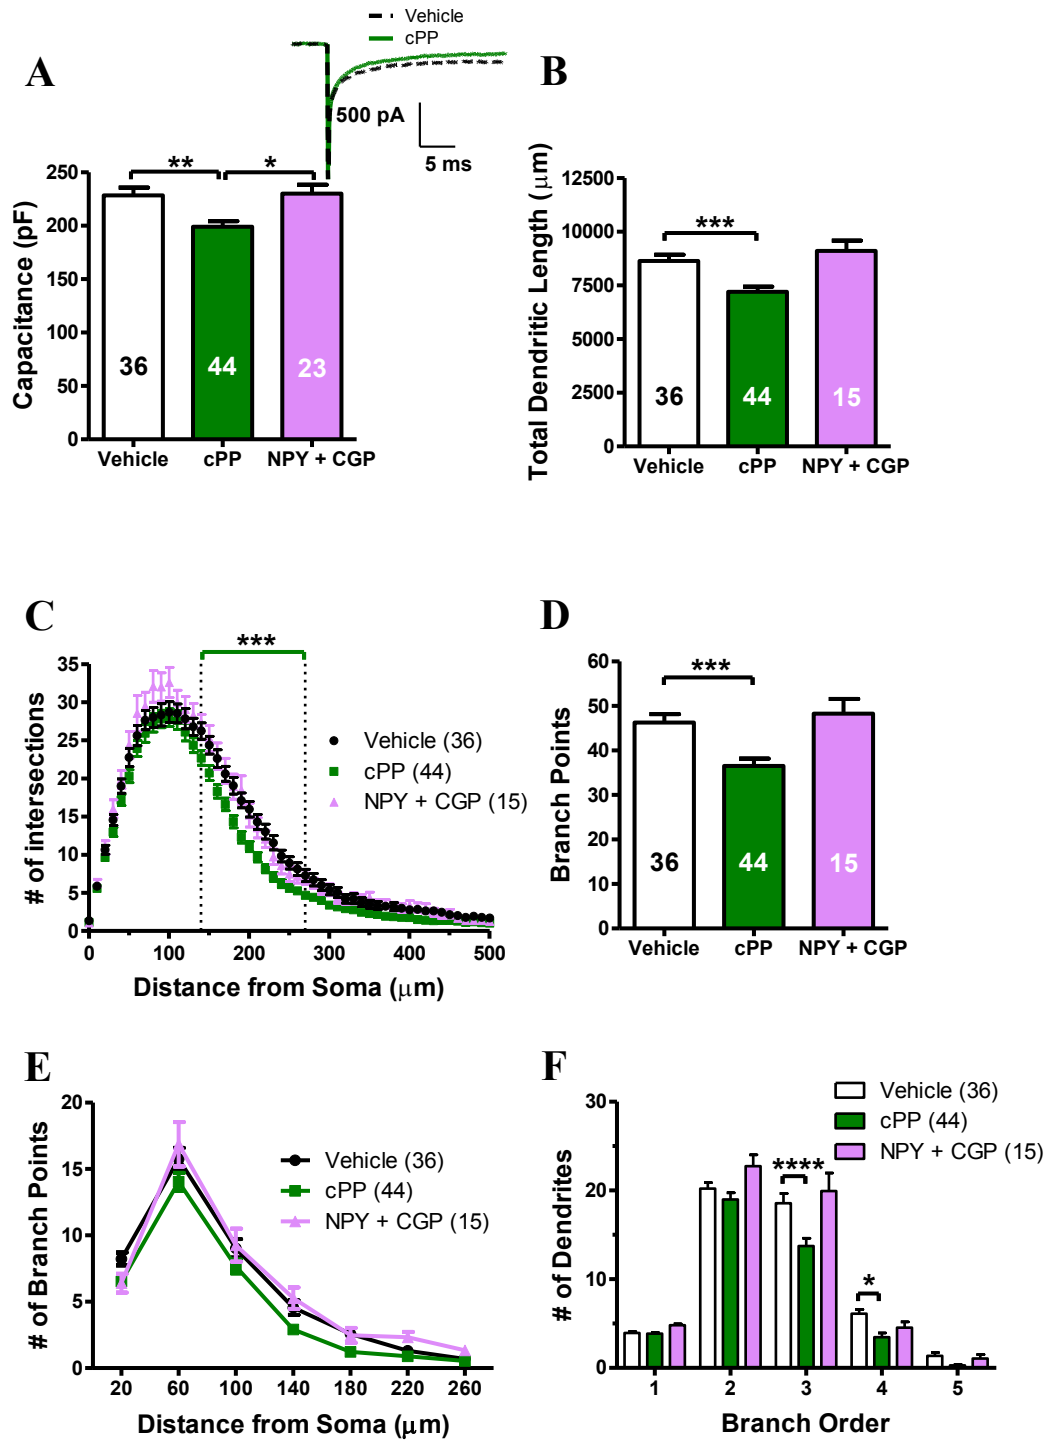 Vehicle
cPP
A
500 pA
5 ms
** *
250
200
150
100
50
0
Capacitance (pF)
36 44 23
Vehicle cPP NPY + CGP
B
12500
10000
7500
5000
2500
0
Total Dendritic Length (μm)
***
36 44 15
Vehicle cPP NPY + CGP
C
***
35
30
25
20
15
10
5
0
# of intersections
Vehicle (36)
cPP (44)
NPY + CGP (15)
0 100 200 300 400 500
Distance from Soma (μm)
D
60
50
40
30
20
10
0
Branch Points
***
36 44 15
Vehicle cPP NPY + CGP
E
20
15
10
5
0
# of Branch Points
Vehicle (36)
cPP (44)
NPY + CGP (15)
20 60 100 140 180 220 260
Distance from Soma (μm)
F
Vehicle (36)
cPP (44)
NPY + CGP (15)
30
20
10
0
# of Dendrites
****
*
1 2 3 4 5
Branch Order